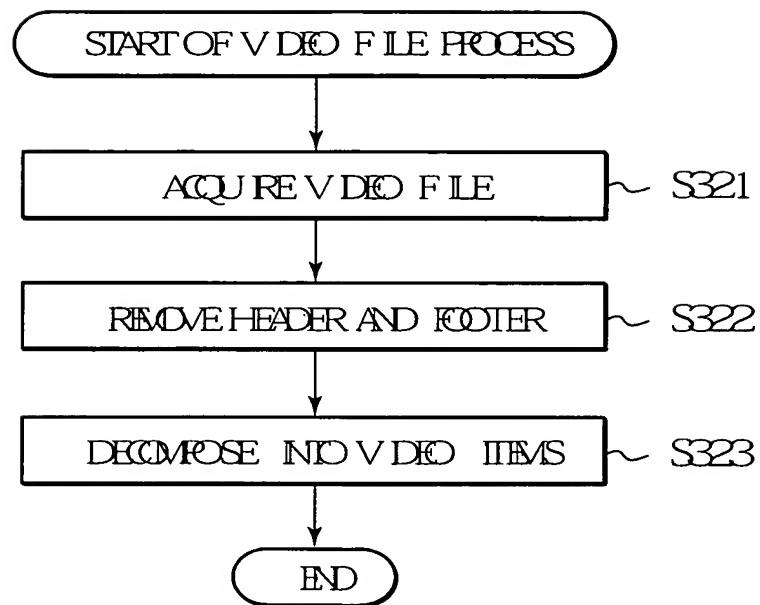 START OF VIDEO FILE PROCESS
ACQUIRE VIDEO FILE
S321
REMOVE HEADER AND FOOTER
S322
DECOMPOSE INTO VIDEO ITEMS
S323
END